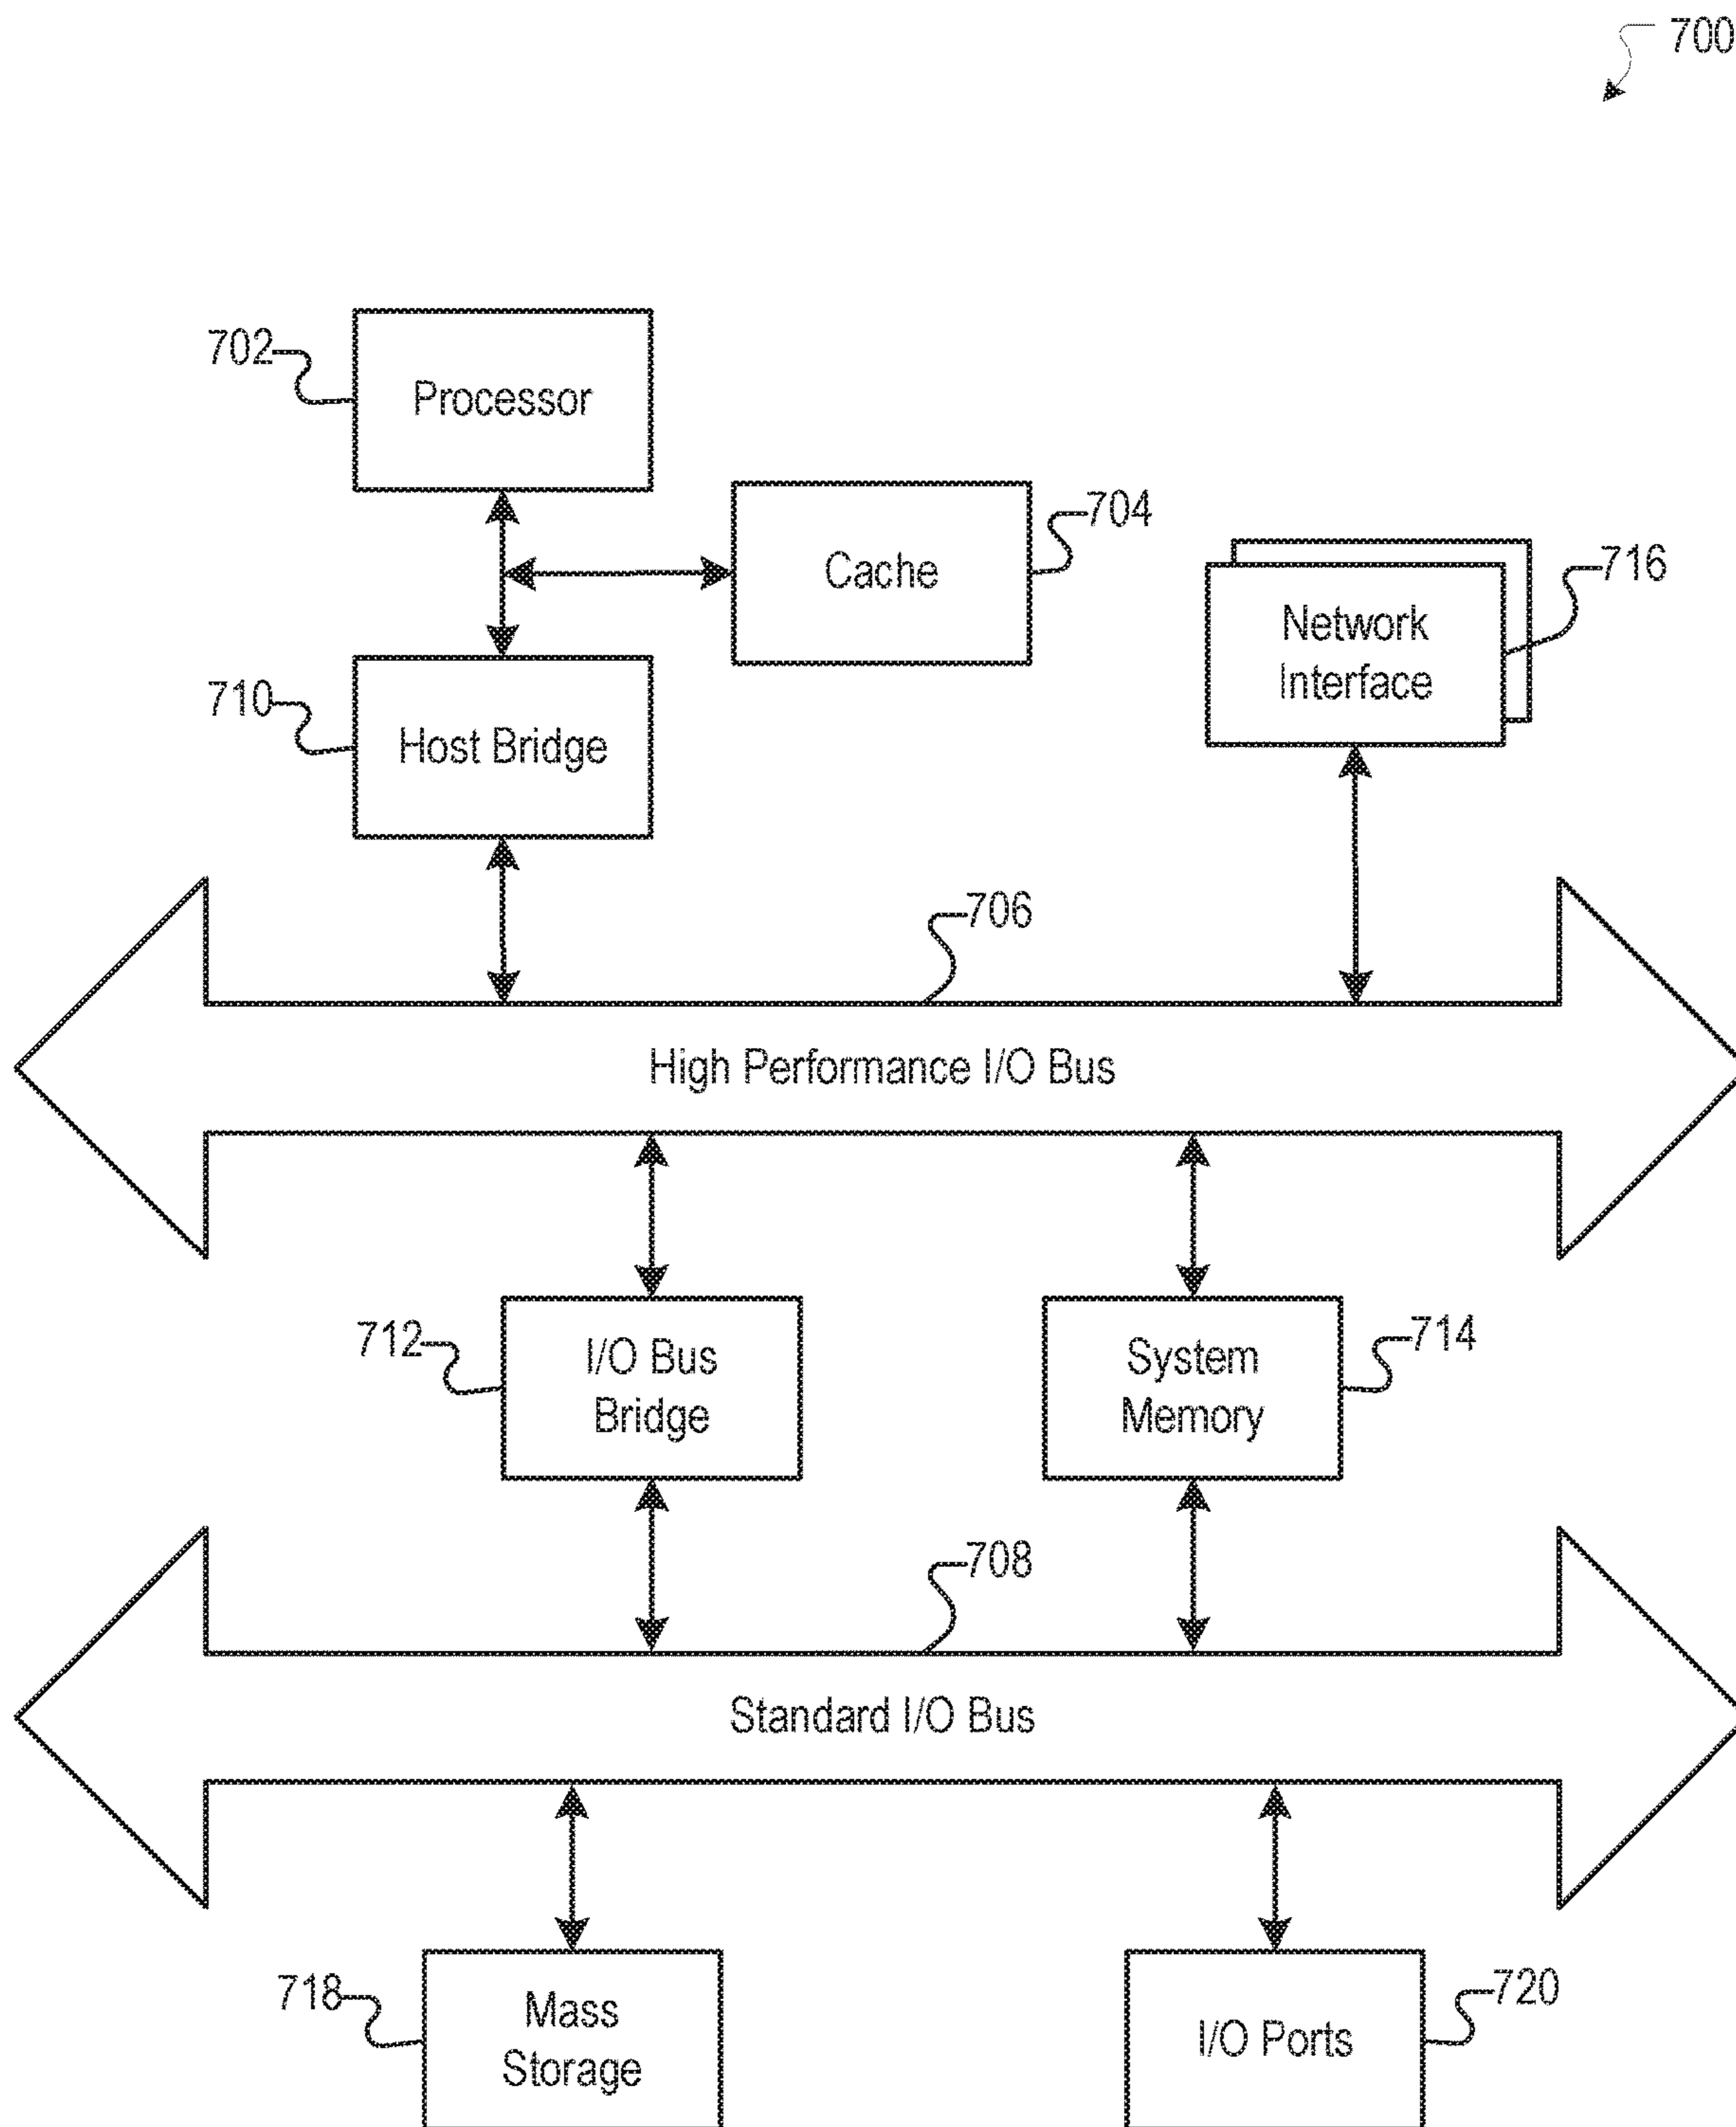 700
702
Processor
704
Cache
716
Network
Interface
710
Host Bridge
706
High Performance I/O Bus
712
I/O Bus
Bridge
714
System
Memory
708
Standard I/O Bus
718
Mass
Storage
720
I/O Ports